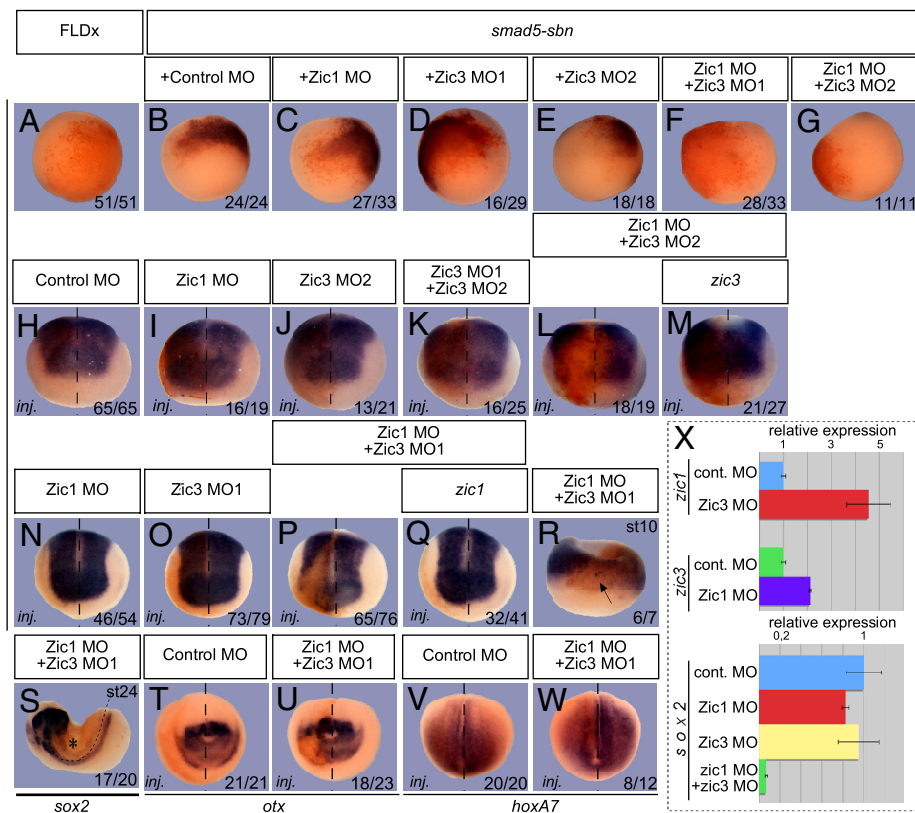 FLDx
smad5-sbn
+Control MO
+Zic1 MO
+Zic3 MO1
+Zic3 MO2
Zic1 MO
+Zic3 MO1
Zic1 MO
+Zic3 MO2
A
51/51
B
24/24
C
27/33
D
16/29
E
18/18
F
28/33
G
11/11
Zic1 MO
+Zic3 MO2
Control MO
Zic1 MO
Zic3 MO2
Zic3 MO1
+Zic3 MO2
zic3
H
inj.
65/65
I
inj.
16/19
J
inj.
13/21
K
inj.
16/25
L
inj.
18/19
M
inj.
21/27
Zic1 MO
+Zic3 MO1
Zic1 MO
Zic3 MO1
zic1
Zic1 MO
+Zic3 MO1
N
inj.
46/54
O
inj.
73/79
P
inj.
65/76
Q
inj.
32/41
R
st10
6/7
Zic1 MO
+Zic3 MO1
Control MO
Zic1 MO
+Zic3 MO1
Control MO
Zic1 MO
+Zic3 MO1
S
st24
*
17/20
T
inj.
21/21
U
inj.
18/23
V
inj.
20/20
W
inj.
8/12
sox2
otx
hoxA7
X
relative expression
1 3 5
zic1
cont. MO
Zic3 MO
zic3
cont. MO
Zic1 MO
relative expression
0,2 1
sox2
cont. MO
Zic1 MO
Zic3 MO
zic1 MO
+zic3 MO